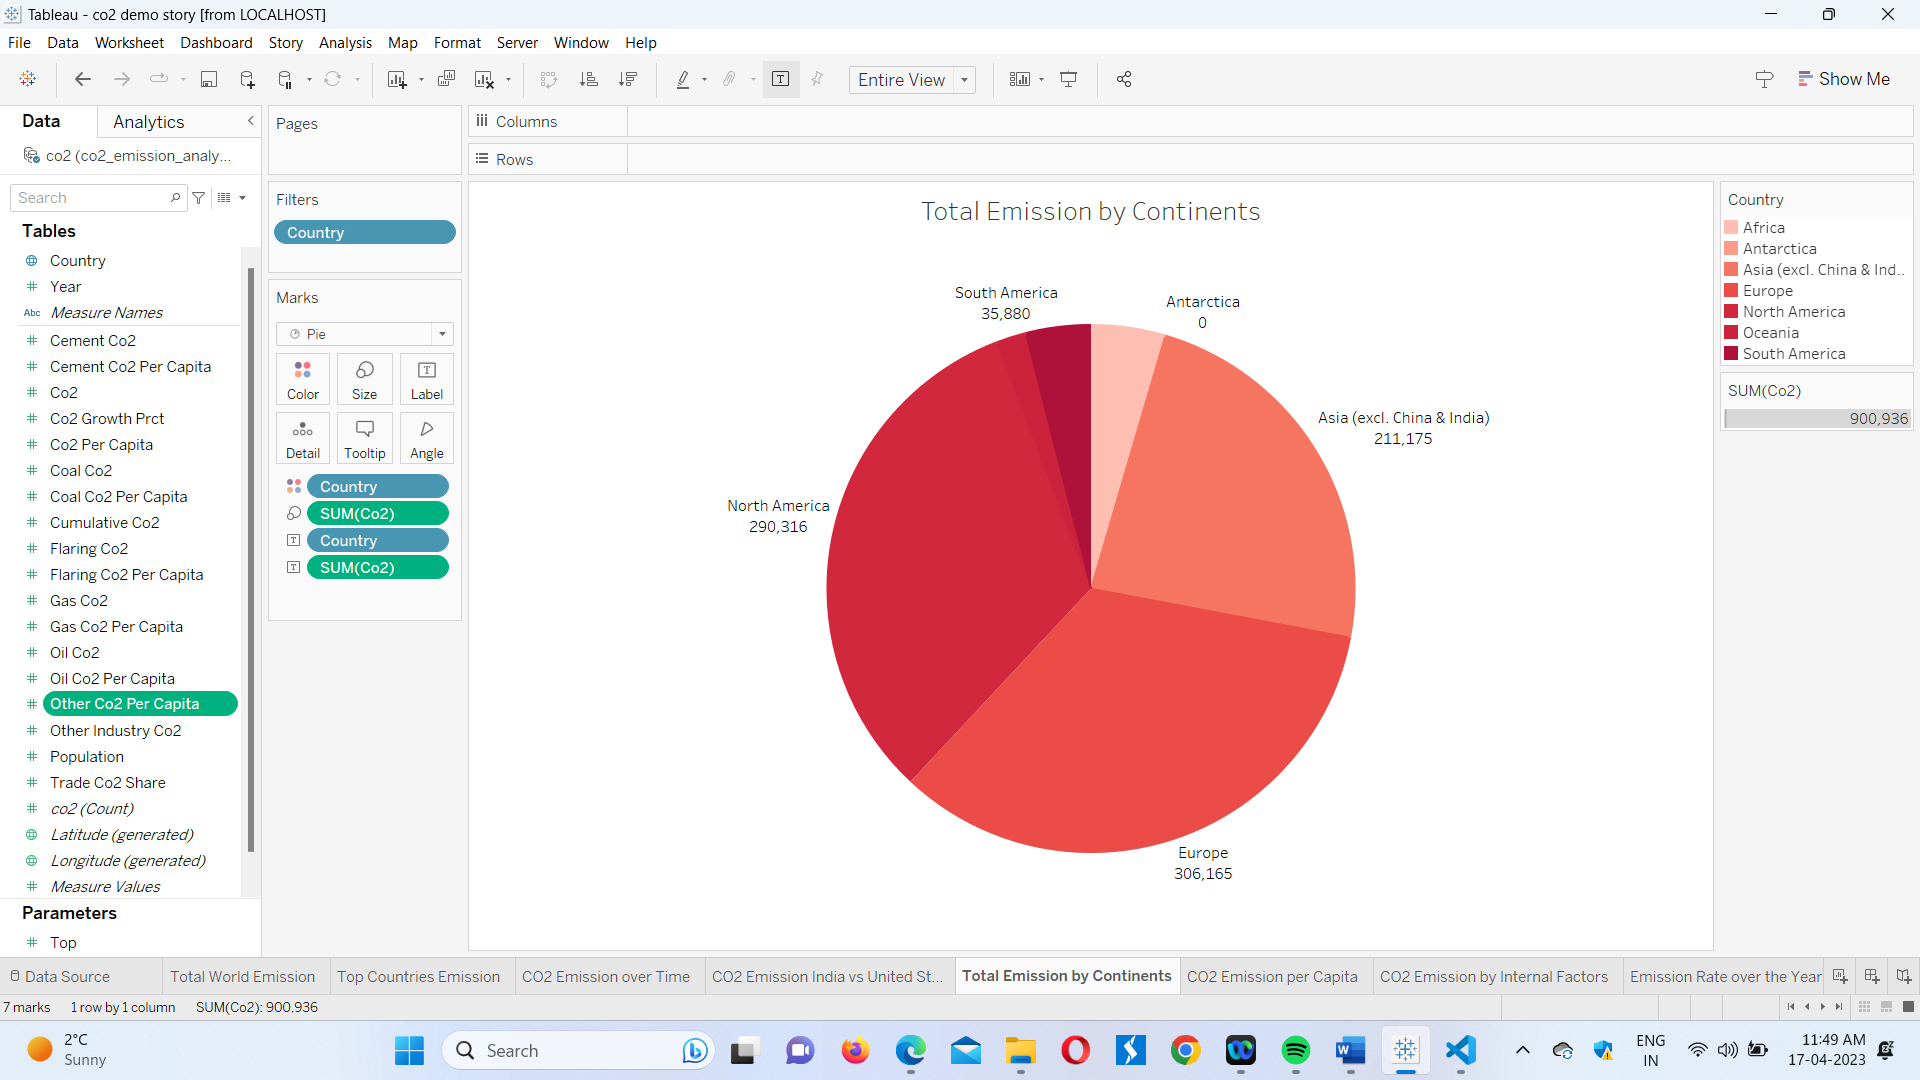 Tableau - co2 demo story [from LOCALHOST]
File Data Worksheet Dashboard Story Analysis Map Format Server Window Help
Entire View
Show Me
Data Analytics
co2 (co2_emission_analy...
Search
Tables
Country
Year
Abc Measure Names
Cement Co2
Cement Co2 Per Capita
Co2
Co2 Growth Prct
Co2 Per Capita
Coal Co2
Coal Co2 Per Capita
Cumulative Co2
Flaring Co2
Flaring Co2 Per Capita
Gas Co2
Gas Co2 Per Capita
Oil Co2
Oil Co2 Per Capita
Other Co2 Per Capita
Other Industry Co2
Population
Trade Co2 Share
co2 (Count)
Latitude (generated)
Longitude (generated)
Measure Values
Parameters
Top
Pages
Filters
Country
Marks
Pie
Color Size Label
Detail Tooltip Angle
Country
SUM(Co2)
Country
SUM(Co2)
Columns
Rows
Total Emission by Continents
South America
35,880
Antarctica
0
Asia (excl. China & India)
211,175
North America
290,316
Europe
306,165
Country
Africa
Antarctica
Asia (excl. China & Ind..
Europe
North America
Oceania
South America
SUM(Co2)
900,936
Data Source Total World Emission Top Countries Emission CO2 Emission over Time CO2 Emission India vs United St... Total Emission by Continents CO2 Emission per Capita CO2 Emission by Internal Factors Emission Rate over the Year
7 marks 1 row by 1 column SUM(Co2): 900,936
2°C
Sunny
Search
ENG
IN
11:49 AM
17-04-2023